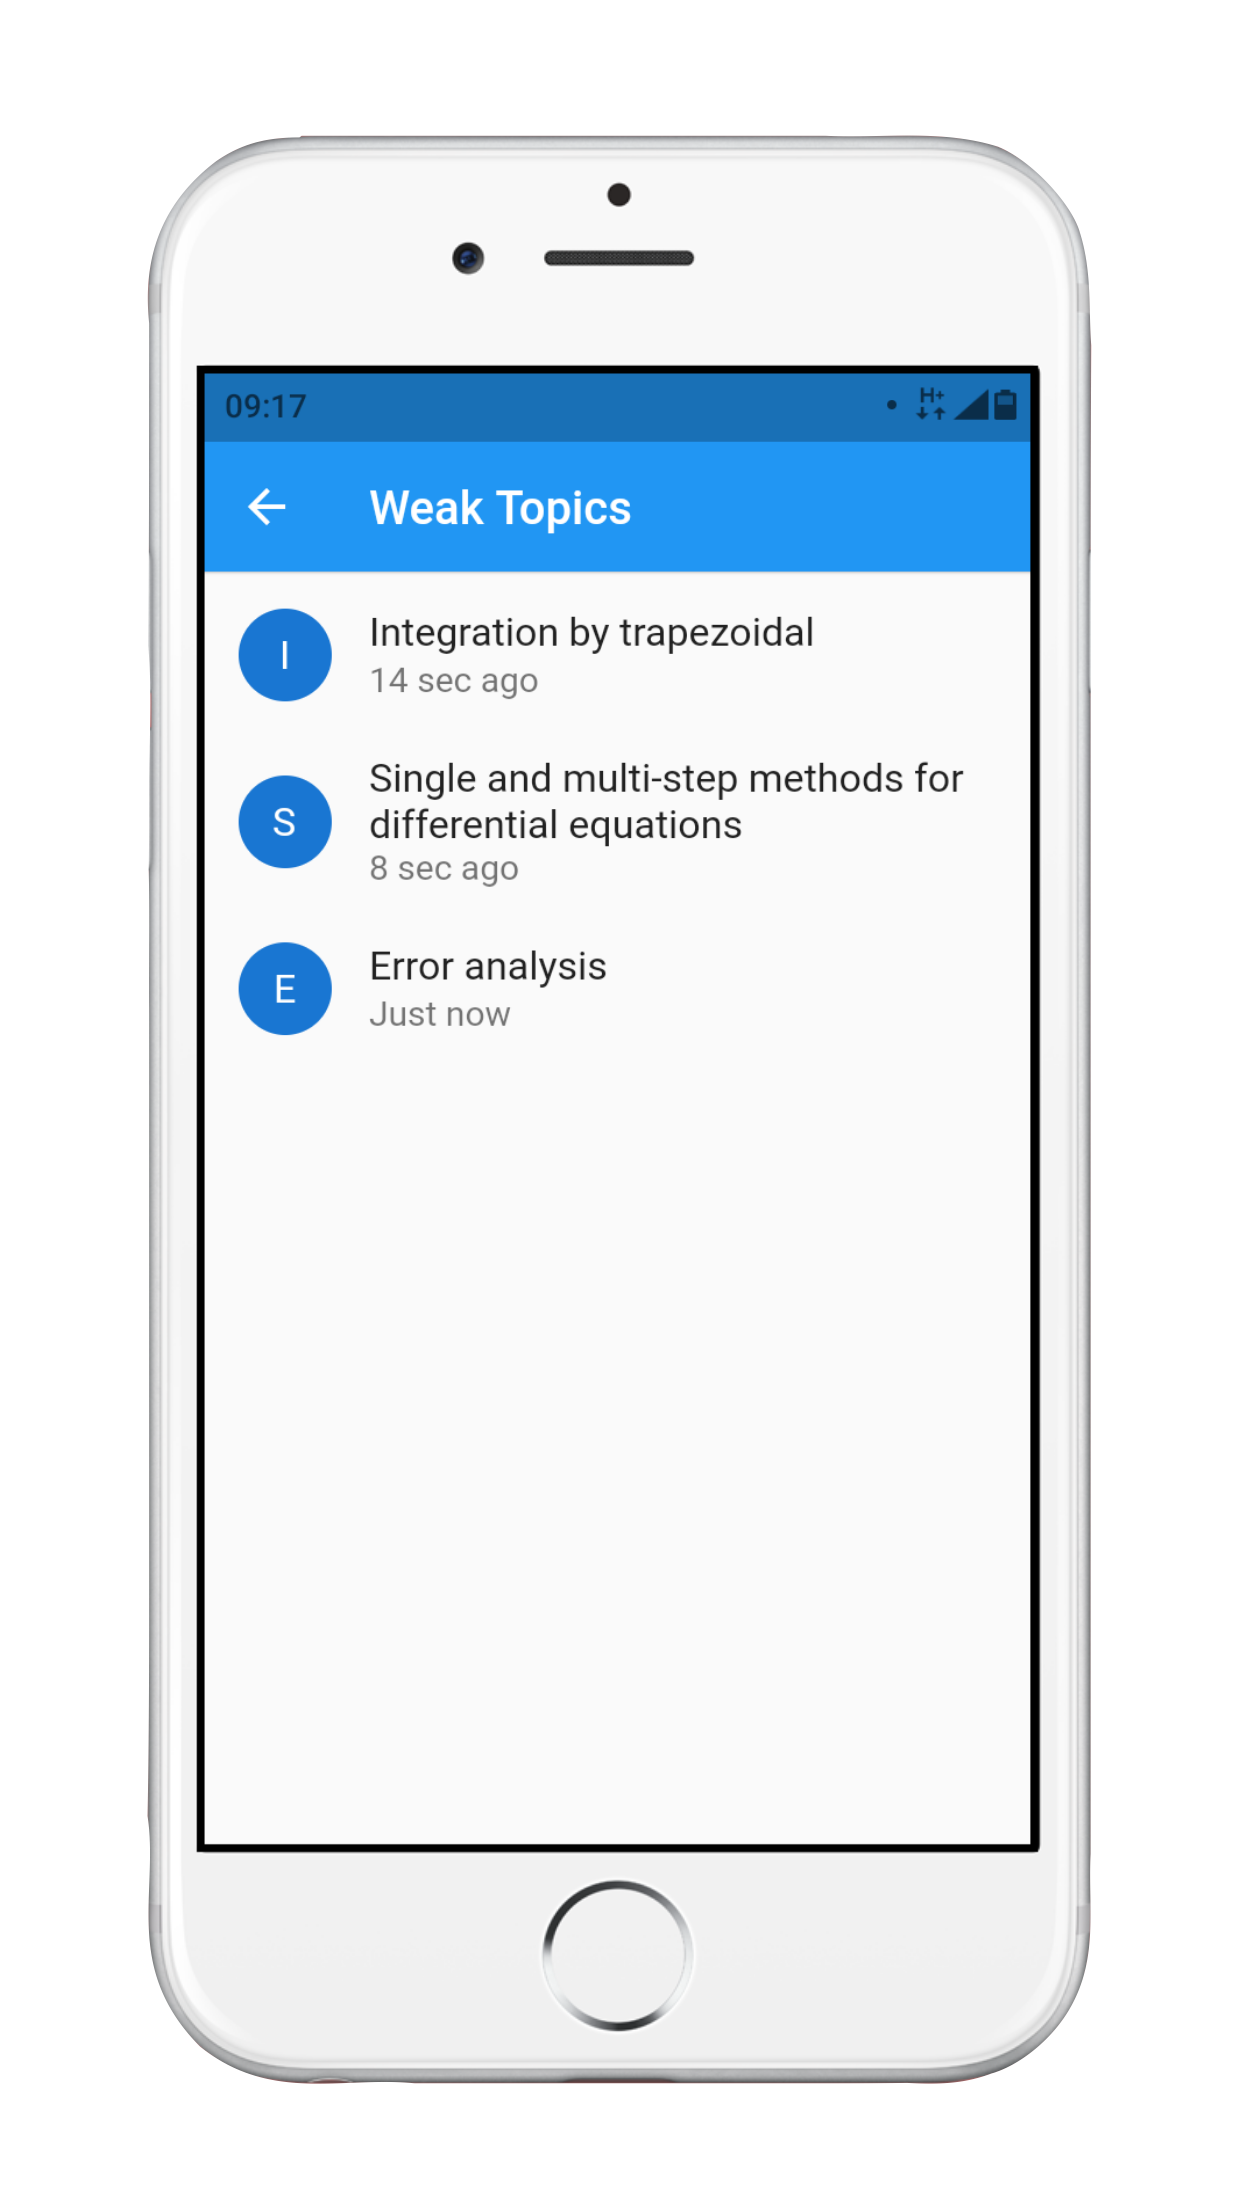 09:17
H+
Weak Topics
I
Integration by trapezoidal
14 sec ago
S
Single and multi-step methods for
differential equations
8 sec ago
E
Error analysis
Just now